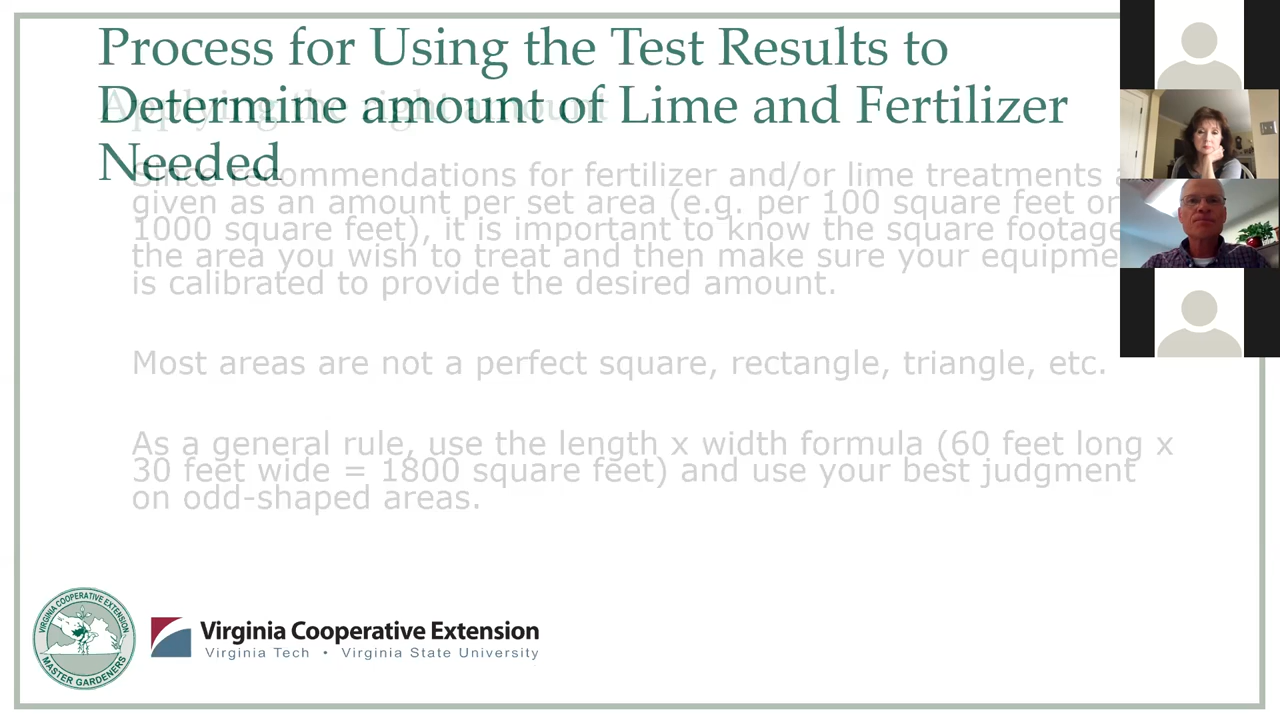 Process for Using the Test Results to
Determine amount of Lime and Fertilizer
Needed
Applying the right amount
Since recommendations for fertilizer and/or lime treatments
given as an amount per set area (e.g. per 100 square feet or
1000 square feet), it is important to know the square footage
the area you wish to treat and then make sure your
is calibrated to provide the desired amount.
Most areas are not a perfect square, rectangle, triangle, etc.
As a general rule, use the length x width formula (60 feet long x
30 feet wide = 1800 square feet) and use your best judgment
on odd-shaped areas.
VIRGINIA COOPERATIVE EXTENSION
MASTER GARDENERS
Virginia Cooperative Extension
Virginia Tech • Virginia State University